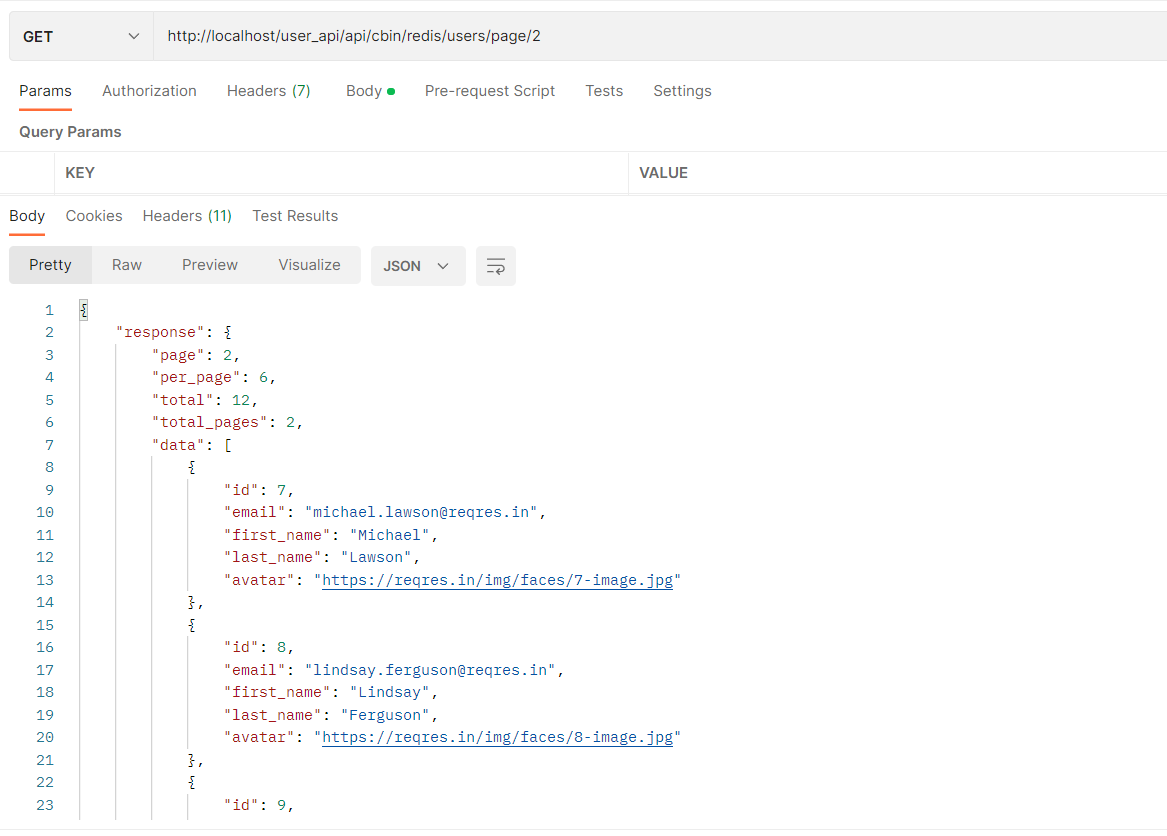 GET http://localhost/user_api/api/cbin/redis/users/page/2
Params Authorization Headers (7) Body Pre-request Script Tests Settings
Query Params
KEY VALUE
Body Cookies Headers (11) Test Results
Pretty Raw Preview Visualize JSON
1 {
2 "response": {
3 "page": 2,
4 "per_page": 6,
5 "total": 12,
6 "total_pages": 2,
7 "data": [
8 {
9 "id": 7,
10 "email": "michael.lawson@reqres.in",
11 "first_name": "Michael",
12 "last_name": "Lawson",
13 "avatar": "https://reqres.in/img/faces/7-image.jpg"
14 },
15 {
16 "id": 8,
17 "email": "lindsay.ferguson@reqres.in",
18 "first_name": "Lindsay",
19 "last_name": "Ferguson",
20 "avatar": "https://reqres.in/img/faces/8-image.jpg"
21 },
22 {
23 "id": 9,